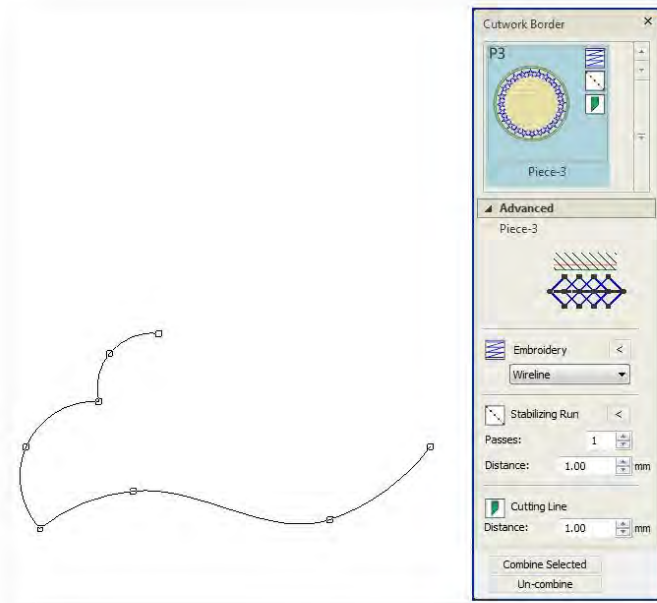 Cutwork Border
P3
Piece-3
Advanced
Piece-3
Embroidery <
Wireline
Stabilizing Run <
Passes: 1
Distance: 1.00 mm
Cutting Line
Distance: 1.00 mm
Combine Selected
Un-combine